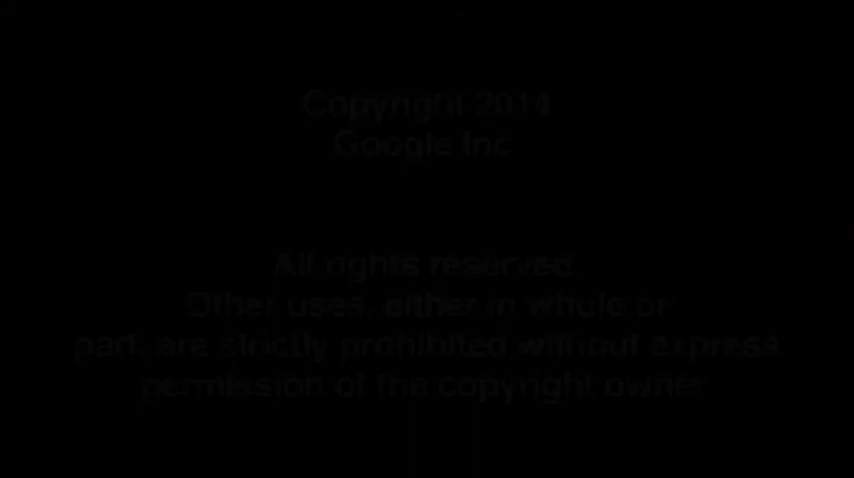 Copyright 2014
Google Inc
All rights reserved.
Other uses, either in whole or
part, are strictly prohibited without express
permission of the copyright owner